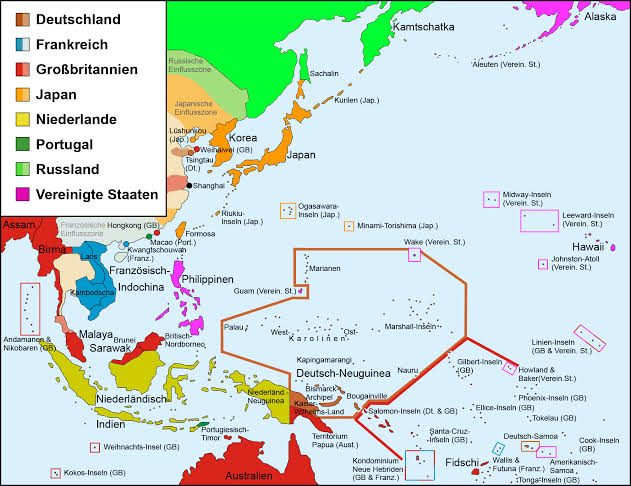 Deutschland
Frankreich
Großbritannien
Japan
Niederlande
Portugal
Russland
Vereinigte Staaten
Alaska
Kamtschatka
Aleuten (Verein. St.)
Russische
Einflusszone
Sachalin
Kurilen (Jap.)
Japanische
Einflusszone
Lüshunkou
(Jap.)
Korea
Weihaiwei (GB)
Tsingtau
(Dt.)
Japan
Shanghai
Midway-Inseln
(Verein. St.)
Ogasawara-
Inseln (Jap.)
Riukiu-
Inseln (Jap.)
Minami-Torishima (Jap.)
Leeward-Inseln
(Verein. St.)
Assam
Französische
Einflusszone
Hongkong (GB)
Formosa
Macao (Port.)
Kwangtschouwan
(Franz.)
Wake (Verein. St.)
Hawaii
Birma
Laos
Johnston-Atoll
(Verein. St.)
Französisch-
Indochina
Marianen
Philippinen
Kambodscha
Guam (Verein. St.)
Andamanen &
Nikobaren (GB)
Malaya
Sarawak
Brunei
Britisch-
Nordborneo
Palau
West-
Ost-
Karolinen
Marshall-Inseln
Linien-Inseln
(GB & Verein. St.)
Kapingamarangi
Deutsch-Neuguinea
Nauru
Gilbert-Inseln
(GB)
Howland &
Baker(Verein. St.)
Niederländisch-
Indien
Niederländ.-
Neuguinea
Bismarck-
Archipel
Kaiser-
Wilhelms-Land
Bougainville
Phoenix-Inseln (GB)
Salomon-Inseln (Dt. & GB)
Ellice-Inseln (GB)
Tokelau (GB)
Portugiesisch-
Timor
Territorium
Papua (Aust.)
Santa-Cruz-
Inseln (GB)
Deutsch-Samoa
Cook-Inseln
(GB)
Weihnachts-Insel (GB)
Kokos-Inseln (GB)
Australien
Kondominium
Neue Hebriden
(GB & Franz.)
Fidschi
Wallis &
Futuna (Franz.)
Amerikanisch-
Samoa
Tonga-Inseln (GB)